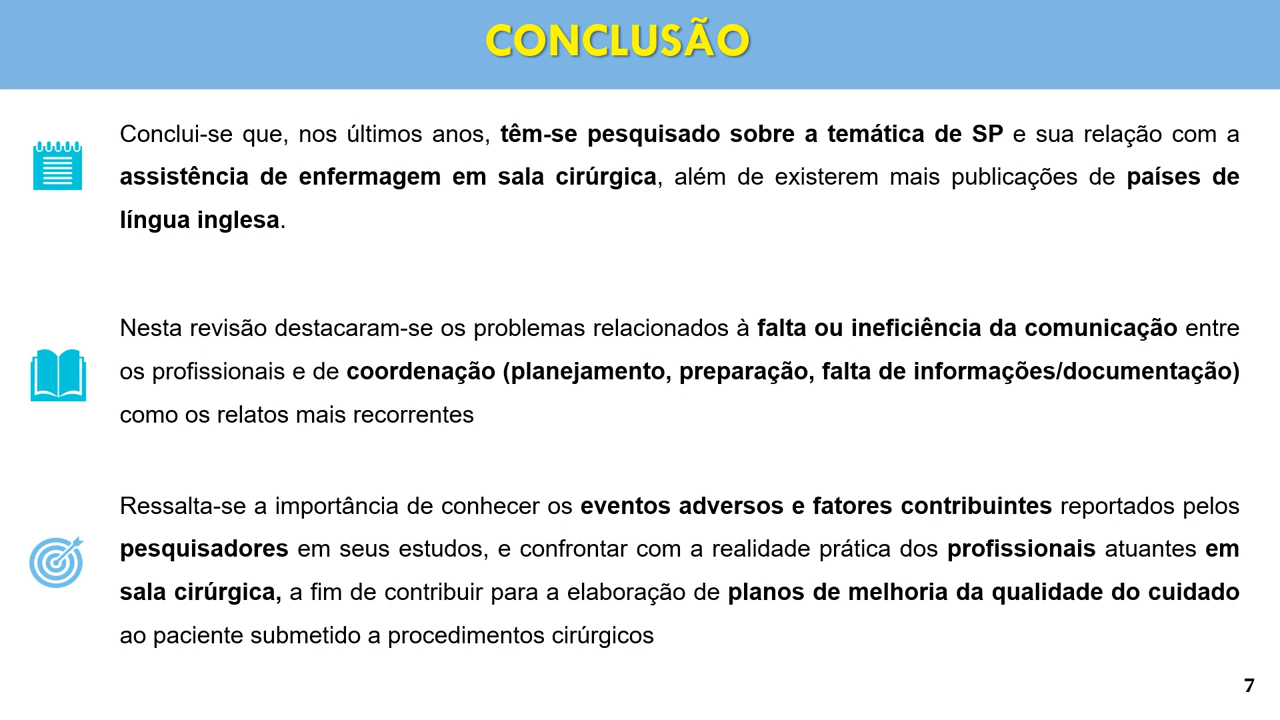 CONCLUSÃO
Conclui-se que, nos últimos anos, têm-se pesquisado sobre a temática de SP e sua relação com a
assistência de enfermagem em sala cirúrgica, além de existerem mais publicações de países de
língua inglesa.
Nesta revisão destacaram-se os problemas relacionados à falta ou ineficiência da comunicação entre
os profissionais e de coordenação (planejamento, preparação, falta de informações/documentação)
como os relatos mais recorrentes
Ressalta-se a importância de conhecer os eventos adversos e fatores contribuintes reportados pelos
pesquisadores em seus estudos, e confrontar com a realidade prática dos profissionais atuantes em
sala cirúrgica, a fim de contribuir para a elaboração de planos de melhoria da qualidade do cuidado
ao paciente submetido a procedimentos cirúrgicos
7